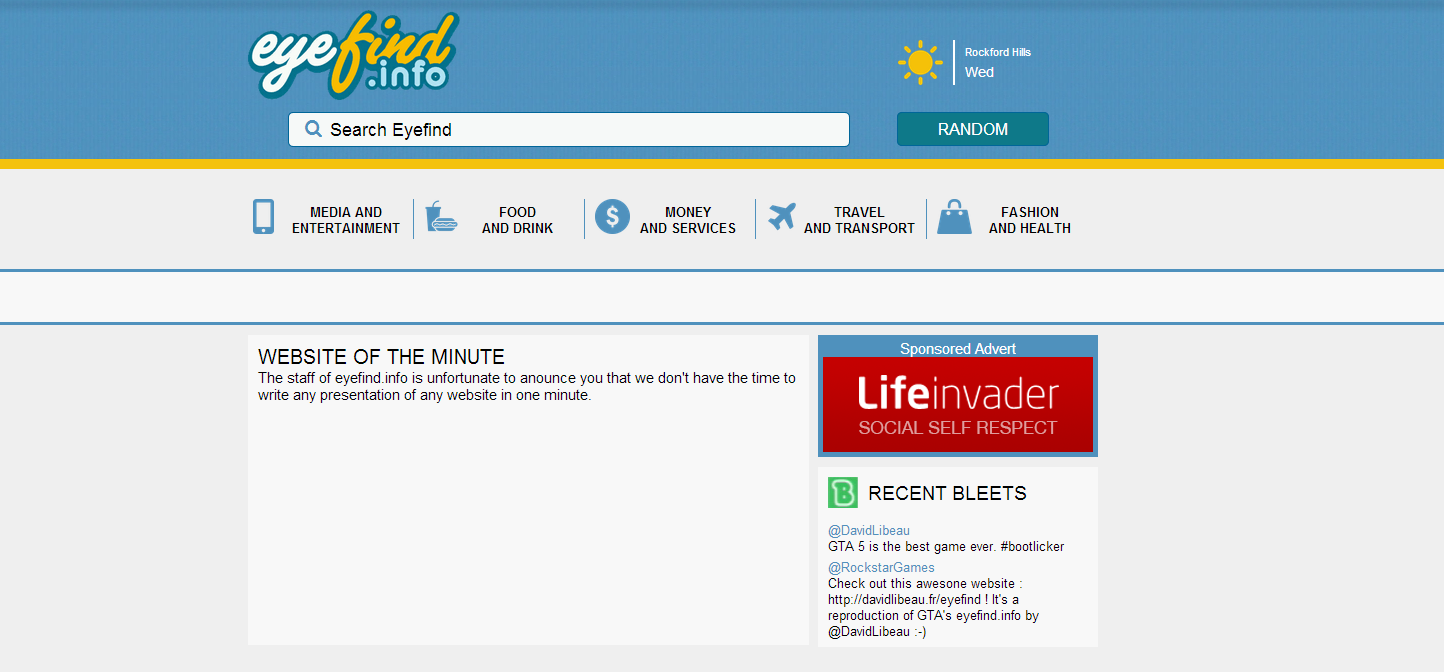 eyefind
.info
Rockford Hills
Wed
Search Eyefind
RANDOM
MEDIA AND
ENTERTAINMENT
FOOD
AND DRINK
MONEY
AND SERVICES
TRAVEL
AND TRANSPORT
FASHION
AND HEALTH
WEBSITE OF THE MINUTE
The staff of eyefind.info is unfortunate to anounce you that we don't have the time to
write any presentation of any website in one minute.
Sponsored Advert
Lifeinvader
SOCIAL SELF RESPECT
B
RECENT BLEETS
@DavidLibeau
GTA 5 is the best game ever. #bootlicker
@RockstarGames
Check out this awesone website :
http://davidlibeau.fr/eyefind ! It's a
reproduction of GTA's eyefind.info by
@DavidLibeau :-)